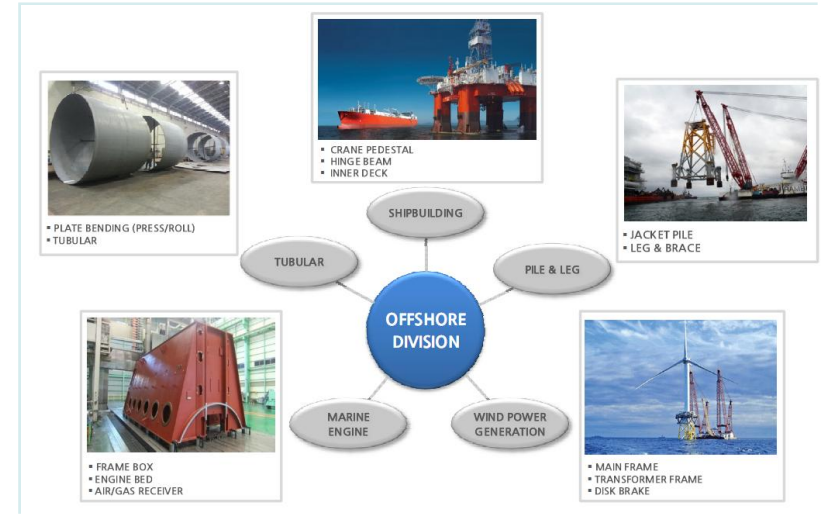 ▪ CRANE PEDESTAL
▪ HINGE BEAM
▪ INNER DECK
▪ PLATE BENDING (PRESS/ROLL)
▪ TUBULAR
▪ JACKET PILE
▪ LEG & BRACE
SHIPBUILDING
TUBULAR
PILE & LEG
OFFSHORE
DIVISION
MARINE
ENGINE
WIND POWER
GENERATION
▪ FRAME BOX
▪ ENGINE BED
▪ AIR/GAS RECEIVER
▪ MAIN FRAME
▪ TRANSFORMER FRAME
▪ DISK BRAKE